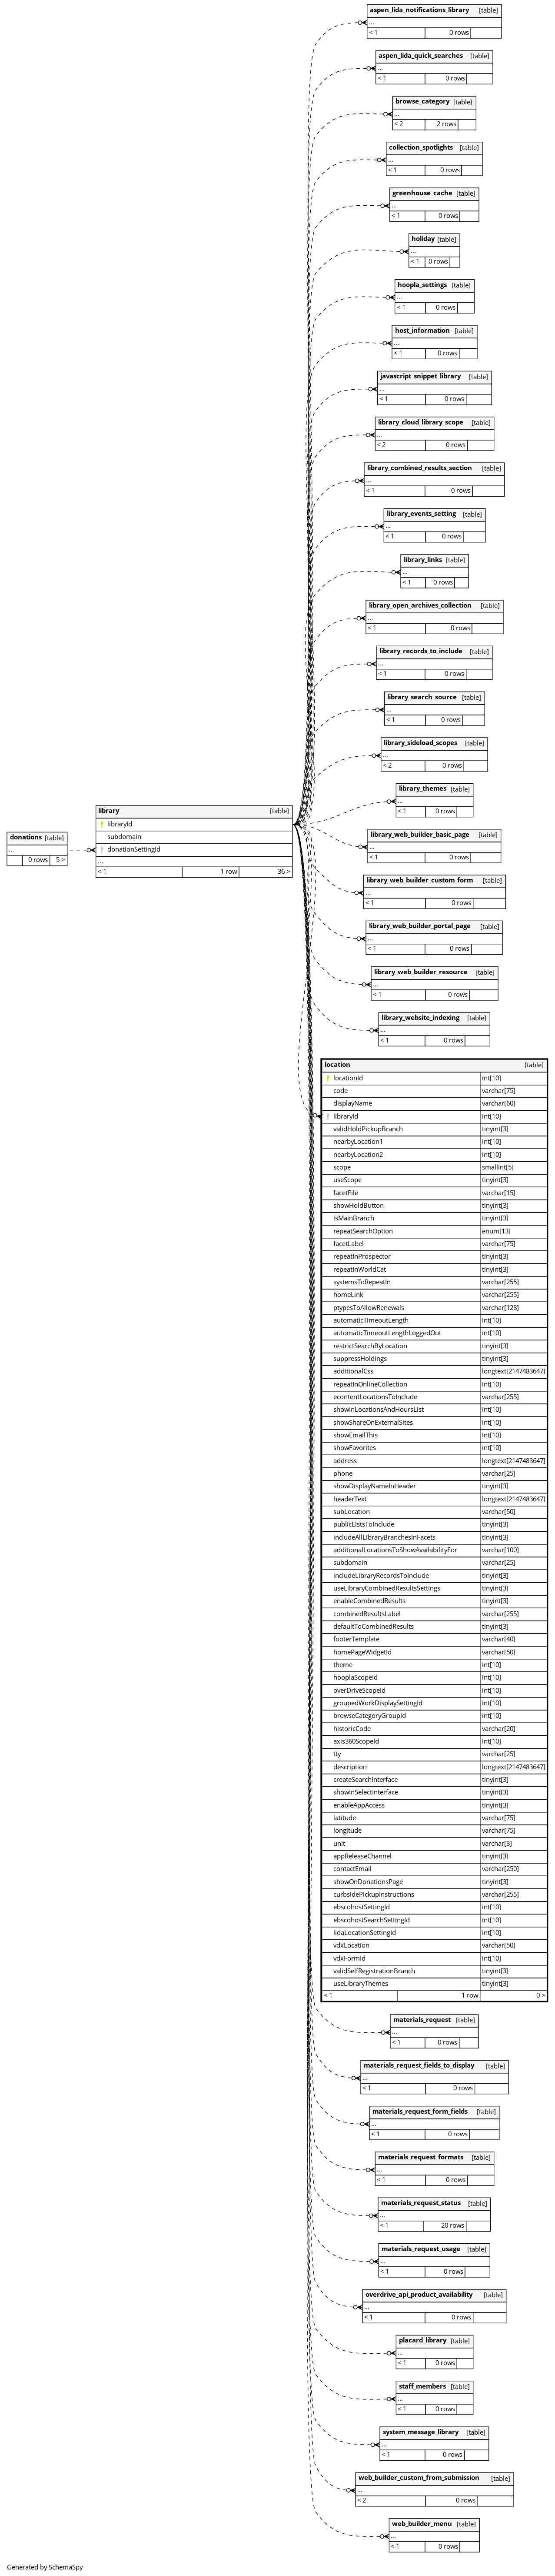 aspen_lida_notifications_library [table]
...
< 1 0 rows
aspen_lida_quick_searches [table]
...
< 1 0 rows
browse_category [table]
...
< 2 2 rows
collection_spotlights [table]
...
< 1 0 rows
greenhouse_cache [table]
...
< 1 0 rows
holiday [table]
...
< 1 0 rows
hoopla_settings [table]
...
< 1 0 rows
host_information [table]
...
< 1 0 rows
javascript_snippet_library [table]
...
< 1 0 rows
library_cloud_library_scope [table]
...
< 2 0 rows
library_combined_results_section [table]
...
< 1 0 rows
library_events_setting [table]
...
< 1 0 rows
library_links [table]
...
< 1 0 rows
library_open_archives_collection [table]
...
< 1 0 rows
library_records_to_include [table]
...
< 1 0 rows
library_search_source [table]
...
< 1 0 rows
library_sideload_scopes [table]
...
< 2 0 rows
library_themes [table]
...
< 1 0 rows
donations [table]
...
0 rows 5 >
library [table]
libraryId
subdomain
donationSettingId
...
< 1 1 row 36 >
library_web_builder_basic_page [table]
...
< 1 0 rows
library_web_builder_custom_form [table]
...
< 1 0 rows
library_web_builder_portal_page [table]
...
< 1 0 rows
library_web_builder_resource [table]
...
< 1 0 rows
library_website_indexing [table]
...
< 1 0 rows
location [table]
locationId int[10]
code varchar[75]
displayName varchar[60]
libraryId int[10]
validHoldPickupBranch tinyint[3]
nearbyLocation1 int[10]
nearbyLocation2 int[10]
scope smallint[5]
useScope tinyint[3]
facetFile varchar[15]
showHoldButton tinyint[3]
isMainBranch tinyint[3]
repeatSearchOption enum[13]
facetLabel varchar[75]
repeatInProspector tinyint[3]
repeatInWorldCat tinyint[3]
systemsToRepeatIn varchar[255]
homeLink varchar[255]
ptypesToAllowRenewals varchar[128]
automaticTimeoutLength int[10]
automaticTimeoutLengthLoggedOut int[10]
restrictSearchByLocation tinyint[3]
suppressHoldings tinyint[3]
additionalCss longtext[2147483647]
repeatInOnlineCollection int[10]
econtentLocationsToInclude varchar[255]
showInLocationsAndHoursList int[10]
showShareOnExternalSites int[10]
showEmailThis int[10]
showFavorites int[10]
address longtext[2147483647]
phone varchar[25]
showDisplayNameInHeader tinyint[3]
headerText longtext[2147483647]
subLocation varchar[50]
publicListsToInclude tinyint[3]
includeAllLibraryBranchesInFacets tinyint[3]
additionalLocationsToShowAvailabilityFor varchar[100]
subdomain varchar[25]
includeLibraryRecordsToInclude tinyint[3]
useLibraryCombinedResultsSettings tinyint[3]
enableCombinedResults tinyint[3]
combinedResultsLabel varchar[255]
defaultToCombinedResults tinyint[3]
footerTemplate varchar[40]
homePageWidgetId varchar[50]
theme int[10]
hooplaScopeId int[10]
overDriveScopeId int[10]
groupedWorkDisplaySettingId int[10]
browseCategoryGroupId int[10]
historicCode varchar[20]
axis360ScopeId int[10]
tty varchar[25]
description longtext[2147483647]
createSearchInterface tinyint[3]
showInSelectInterface tinyint[3]
enableAppAccess tinyint[3]
latitude varchar[75]
longitude varchar[75]
unit varchar[3]
appReleaseChannel tinyint[3]
contactEmail varchar[250]
showOnDonationsPage tinyint[3]
curbsidePickupInstructions varchar[255]
ebscohostSettingId int[10]
ebscohostSearchSettingId int[10]
lidaLocationSettingId int[10]
vdxLocation varchar[50]
vdxFormId int[10]
validSelfRegistrationBranch tinyint[3]
useLibraryThemes tinyint[3]
< 1 1 row 0 >
materials_request [table]
...
< 1 0 rows
materials_request_fields_to_display [table]
...
< 1 0 rows
materials_request_form_fields [table]
...
< 1 0 rows
materials_request_formats [table]
...
< 1 0 rows
materials_request_status [table]
...
< 1 20 rows
materials_request_usage [table]
...
< 1 0 rows
overdrive_api_product_availability [table]
...
< 1 0 rows
placard_library [table]
...
< 1 0 rows
staff_members [table]
...
< 1 0 rows
system_message_library [table]
...
< 1 0 rows
web_builder_custom_from_submission [table]
...
< 2 0 rows
web_builder_menu [table]
...
< 1 0 rows
Generated by SchemaSpy